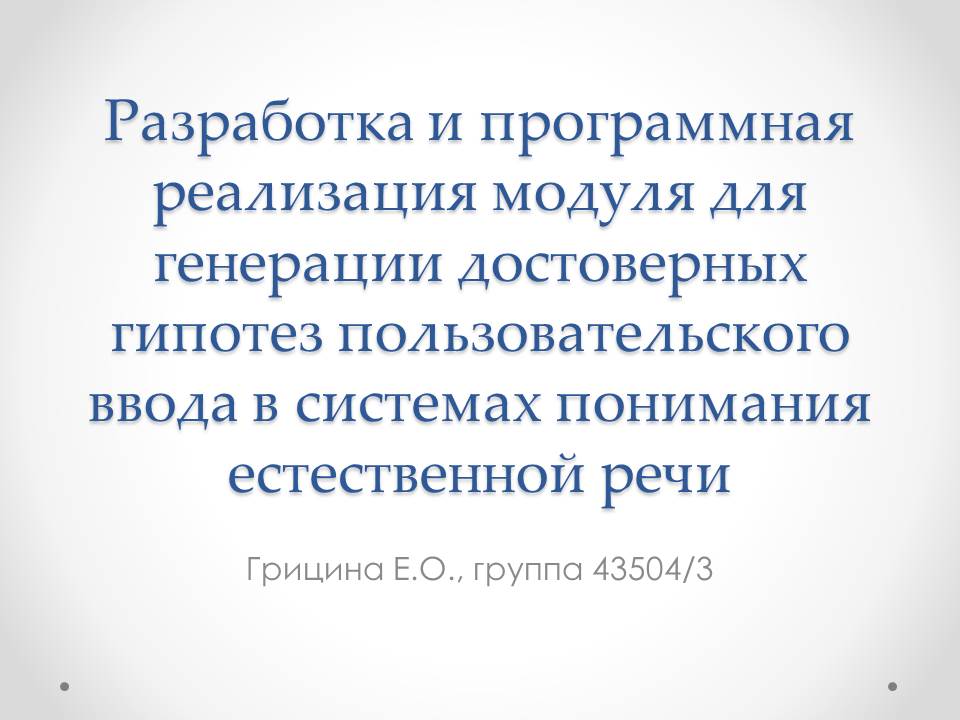 Разработка и программная
реализация модуля для
генерации достоверных
гипотез пользовательского
ввода в системах понимания
естественной речи
Грицина Е.О., группа 43504/3